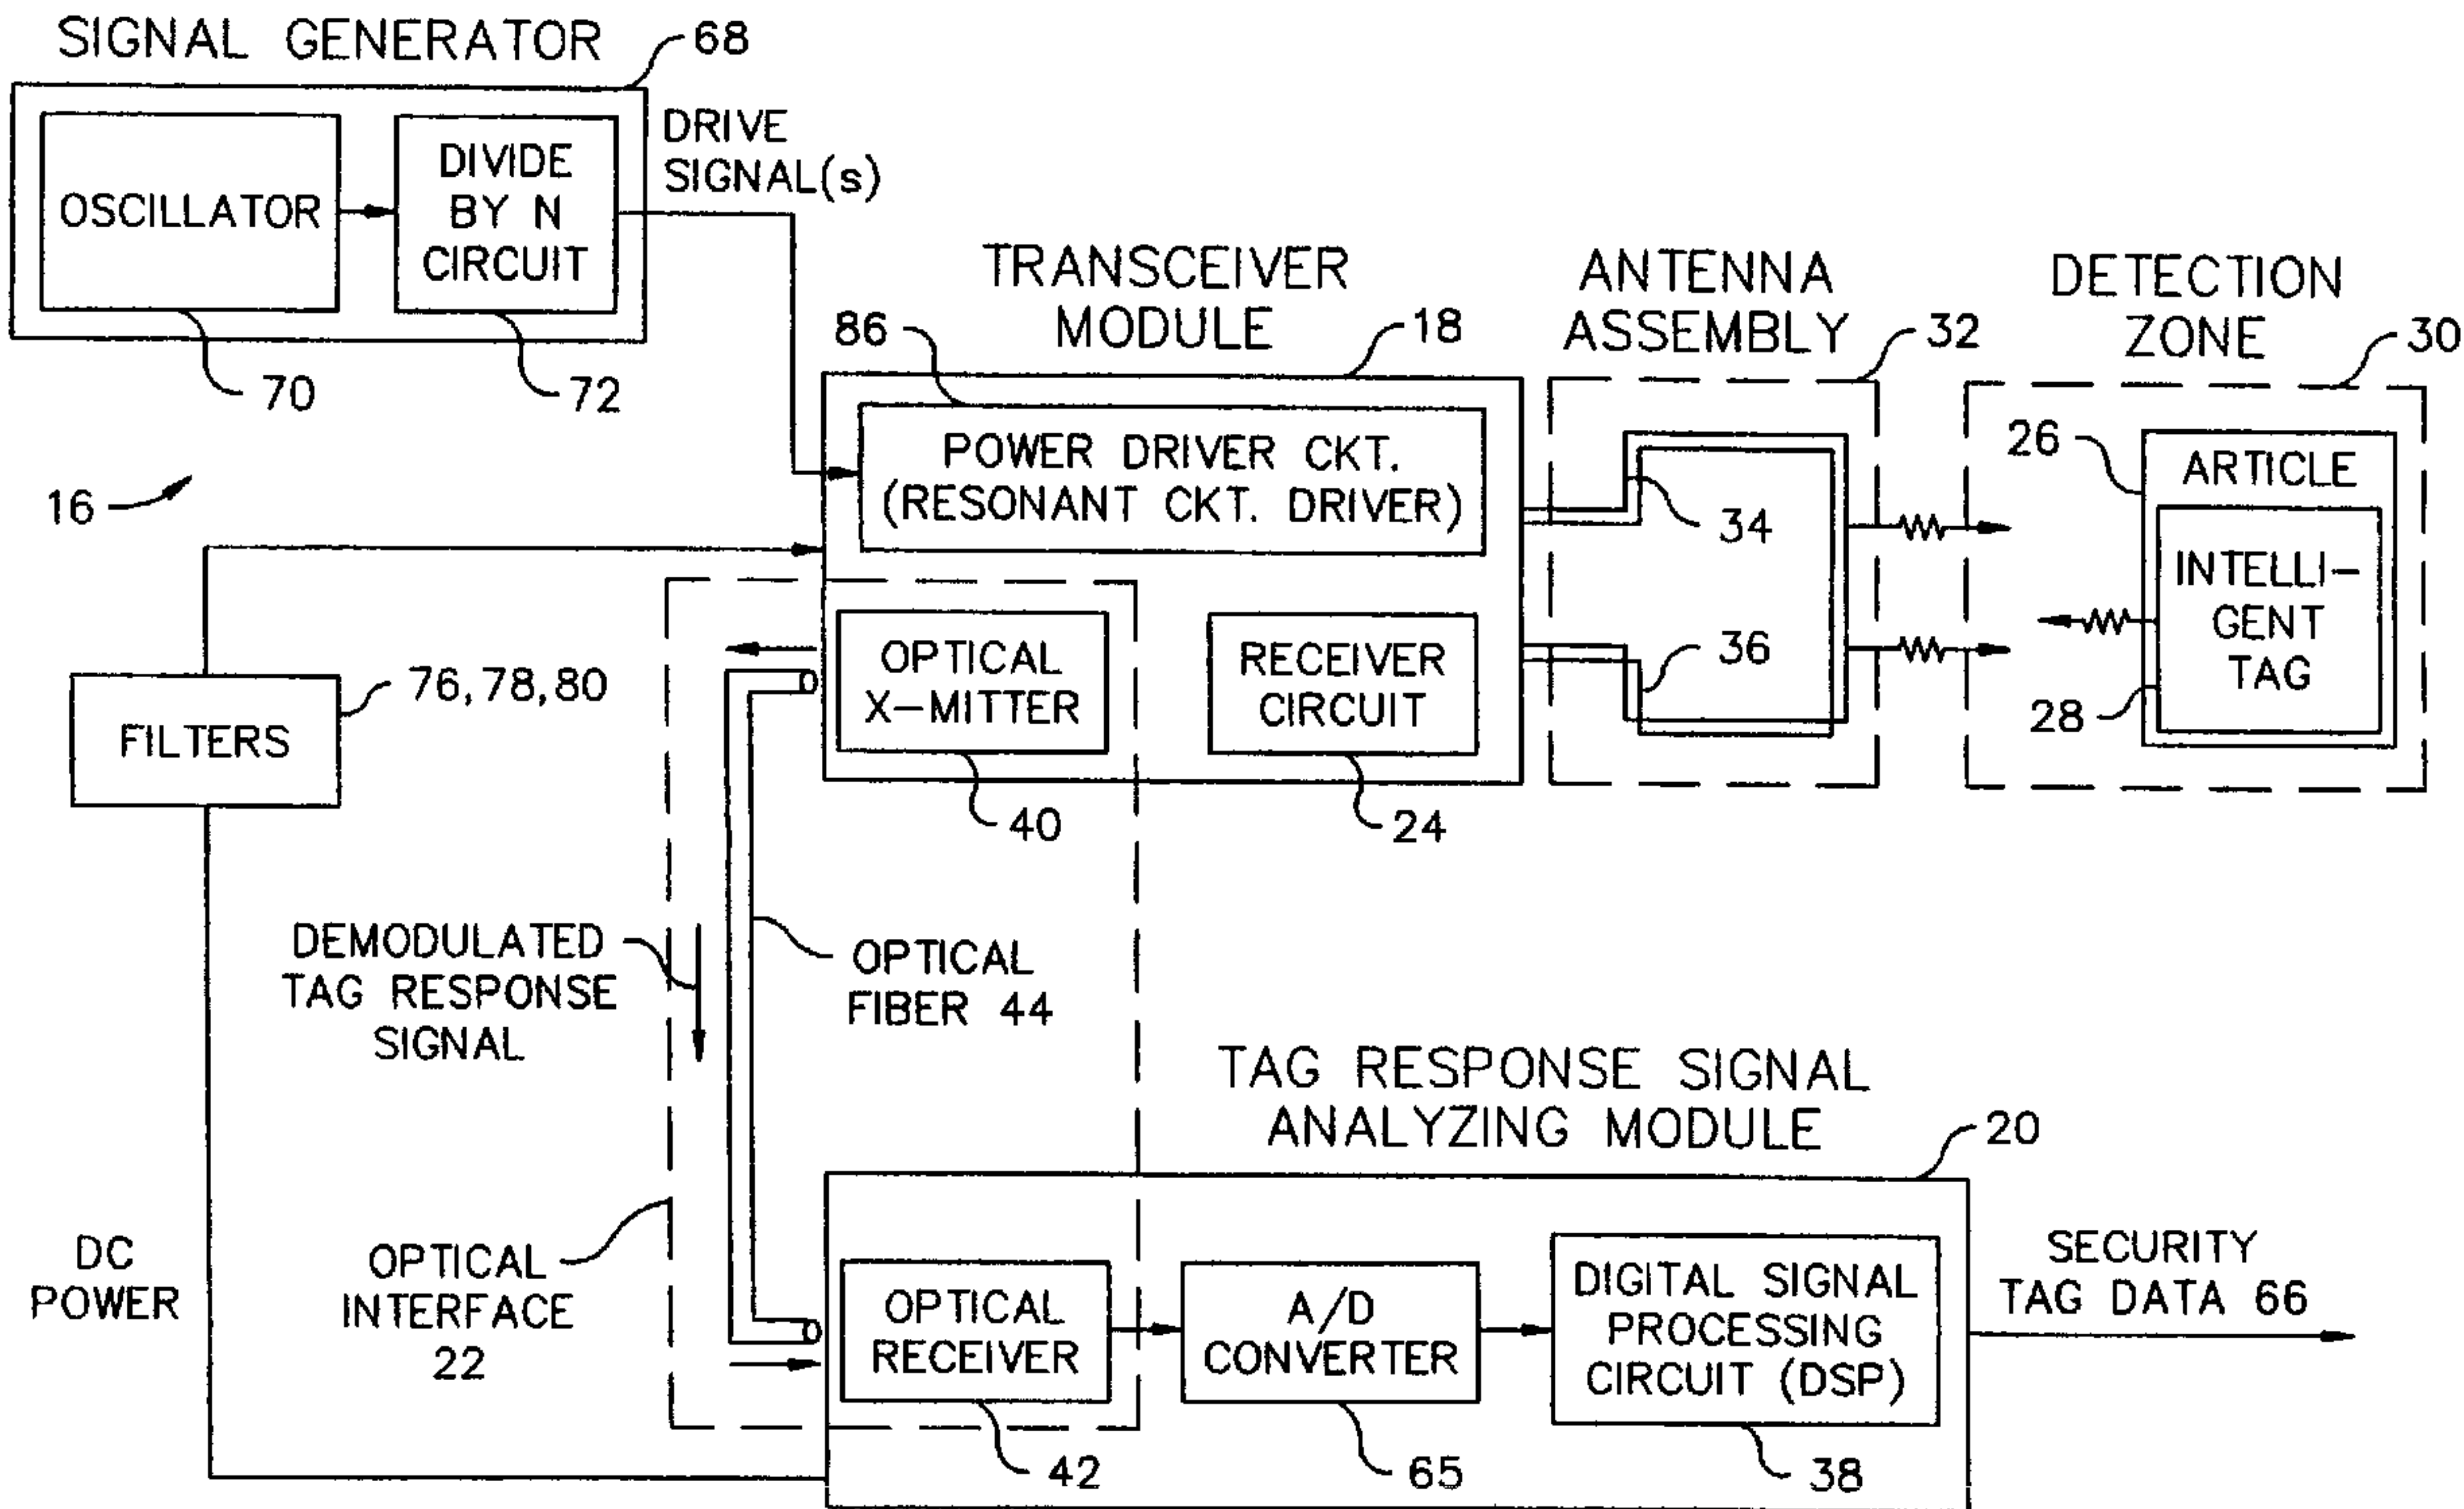 SIGNAL GENERATOR
68
OSCILLATOR
DIVIDE
BY N
CIRCUIT
DRIVE
SIGNAL(s)
70
72
16
TRANSCEIVER
MODULE
86
18
POWER DRIVER CKT.
(RESONANT CKT. DRIVER)
ANTENNA
ASSEMBLY
32
34
36
DETECTION
ZONE
30
26
ARTICLE
INTELLI-
GENT
TAG
28
FILTERS
76, 78, 80
OPTICAL
X-MITTER
40
RECEIVER
CIRCUIT
24
DEMODULATED
TAG RESPONSE
SIGNAL
OPTICAL
FIBER 44
TAG RESPONSE SIGNAL
ANALYZING MODULE
20
DC
POWER
OPTICAL
INTERFACE
22
OPTICAL
RECEIVER
42
A/D
CONVERTER
65
DIGITAL SIGNAL
PROCESSING
CIRCUIT (DSP)
38
SECURITY
TAG DATA 66